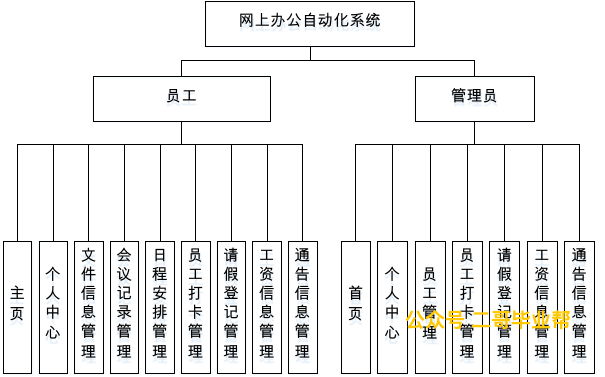 网上办公自动化系统
员工
管理员
主页
个人中心
文件信息管理
会议记录管理
日程安排管理
员工打卡管理
请假登记管理
工资信息管理
通告信息管理
首页
个人中心
员工管理
员工打卡管理
请假登记管理
工资信息管理
通告信息管理
公众号 二哥毕业帮